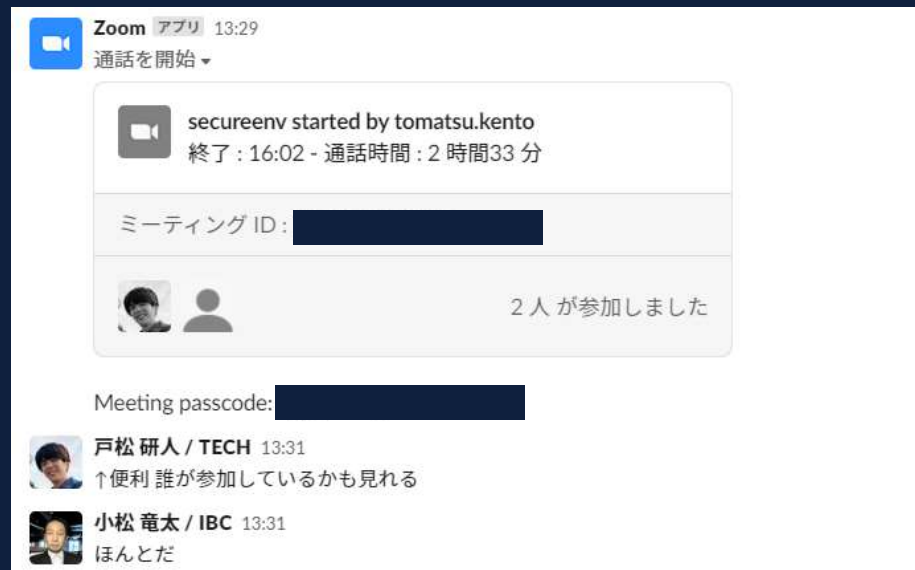 Zoom アプリ 13:29
通話を開始
secureenv started by tomatsu.kento
終了 : 16:02 - 通話時間 : 2 時間33 分
ミーティング ID :
2 人 が参加しました
Meeting passcode:
戸松 研人 / TECH 13:31
↑便利 誰が参加しているかも見れる
小松 竜太 / IBC 13:31
ほんとだ